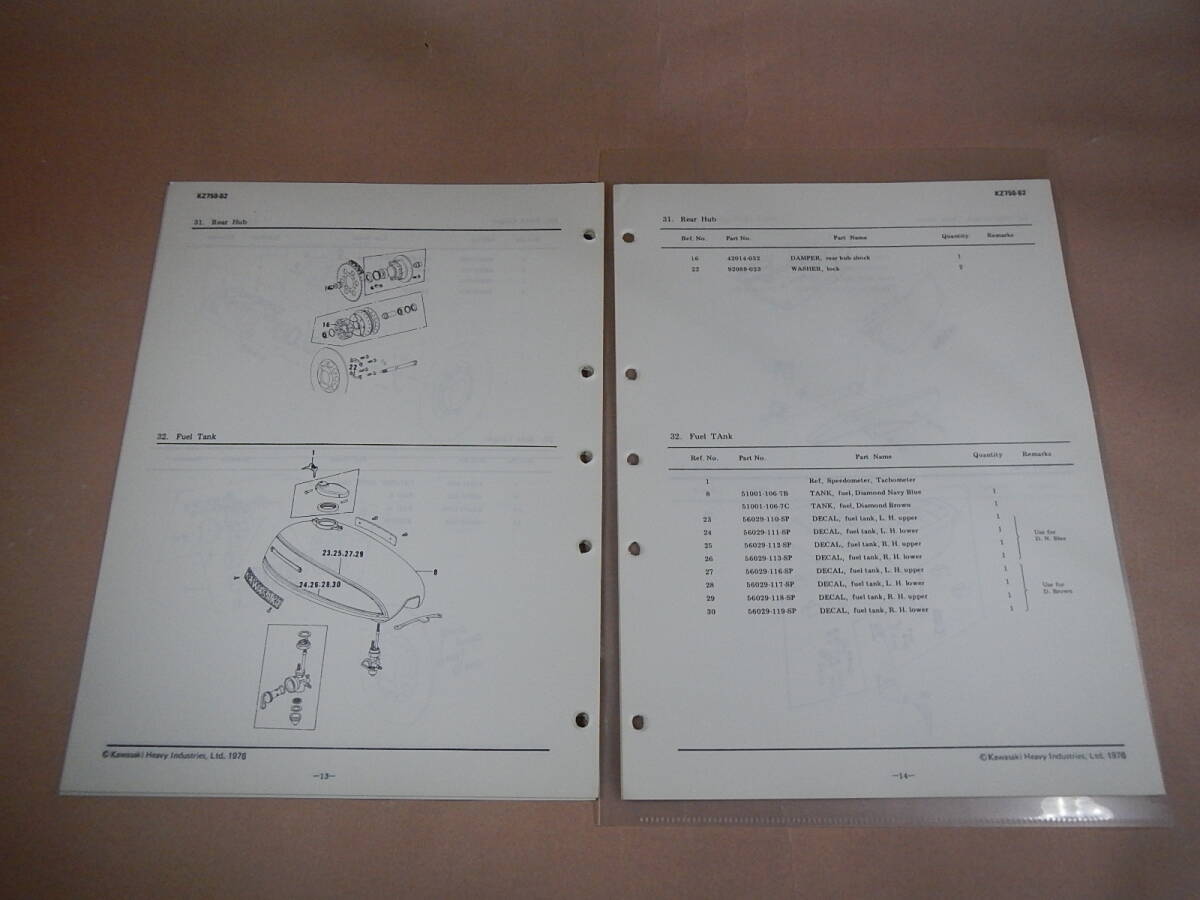 KZ750-B2
31. Rear Hub
16
22
32. Fuel Tank
1
23.25.27.29
8
24.26.28.30
©Kawasaki Heavy Industries, Ltd. 1976
—13—
KZ750-B2
31. Rear Hub
Ref. No. Part No. Part Name Quantity Remarks
16 42014-052 DAMPER, rear hub shock 1
22 92088-023 WASHER, lock 2
32. Fuel TAnk
Ref. No. Part No. Part Name Quantity Remarks
1 Ref, Speedometer, Tachometer
8 51001-106-7B TANK, fuel, Diamond Navy Blue 1
51001-106-7C TANK, fuel, Diamond Brown 1
23 56029-110-SP DECAL, fuel tank, L. H. upper 1
24 56029-111-SP DECAL, fuel tank, L. H. lower 1
25 56029-112-SP DECAL, fuel tank, R. H. upper 1
26 56029-113-SP DECAL, fuel tank, R. H. lower 1
Use for
D. N. Blue
27 56029-116-SP DECAL, fuel tank, L. H. upper 1
28 56029-117-SP DECAL, fuel tank, L. H. lower 1
29 56029-118-SP DECAL, fuel tank, R. H. upper 1
30 56029-119-SP DECAL, fuel tank, R. H. lower 1
Use for
D. Brown
©Kawasaki Heavy Industries, Ltd. 1976
—14—